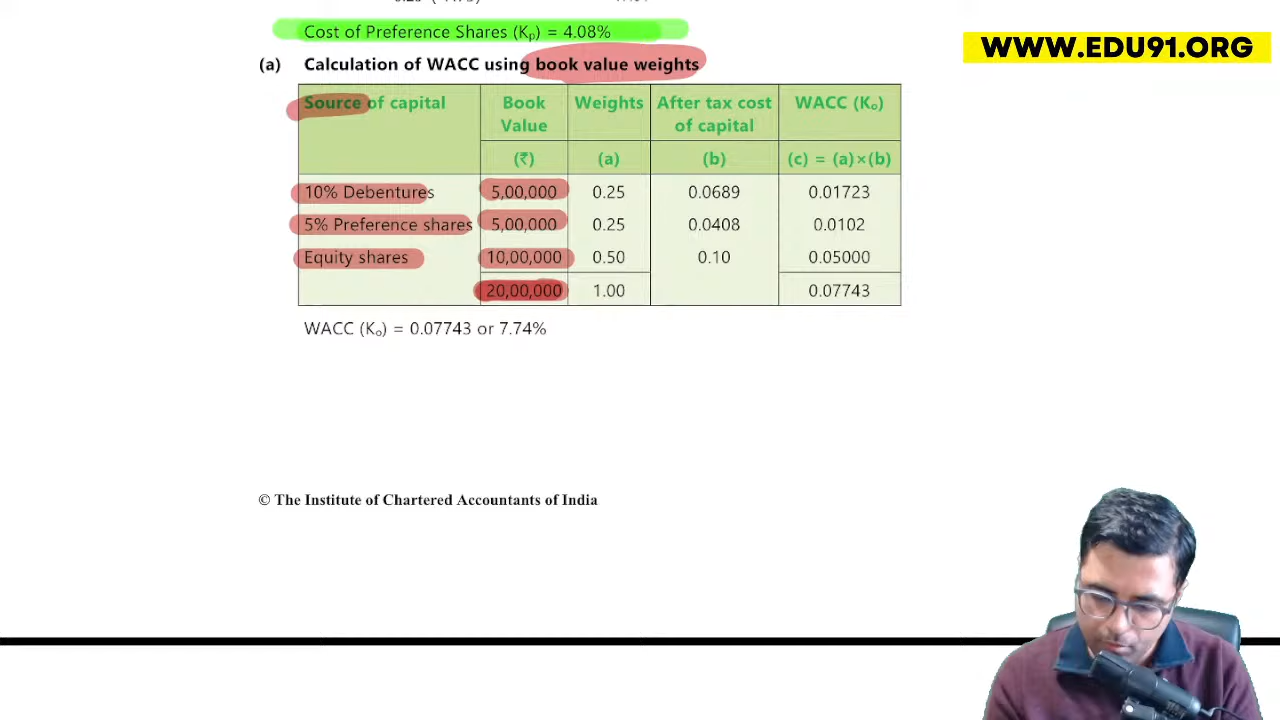 Cost of Preference Shares (Kp) = 4.08%
WWW.EDU91.ORG
(a) Calculation of WACC using book value weights
Source of capital Book Value Weights After tax cost of capital WACC (Ko)
(₹) (a) (b) (c) = (a)×(b)
10% Debentures 5,00,000 0.25 0.0689 0.01723
5% Preference shares 5,00,000 0.25 0.0408 0.0102
Equity shares 10,00,000 0.50 0.10 0.05000
20,00,000 1.00 0.07743
WACC (Ko) = 0.07743 or 7.74%
© The Institute of Chartered Accountants of India